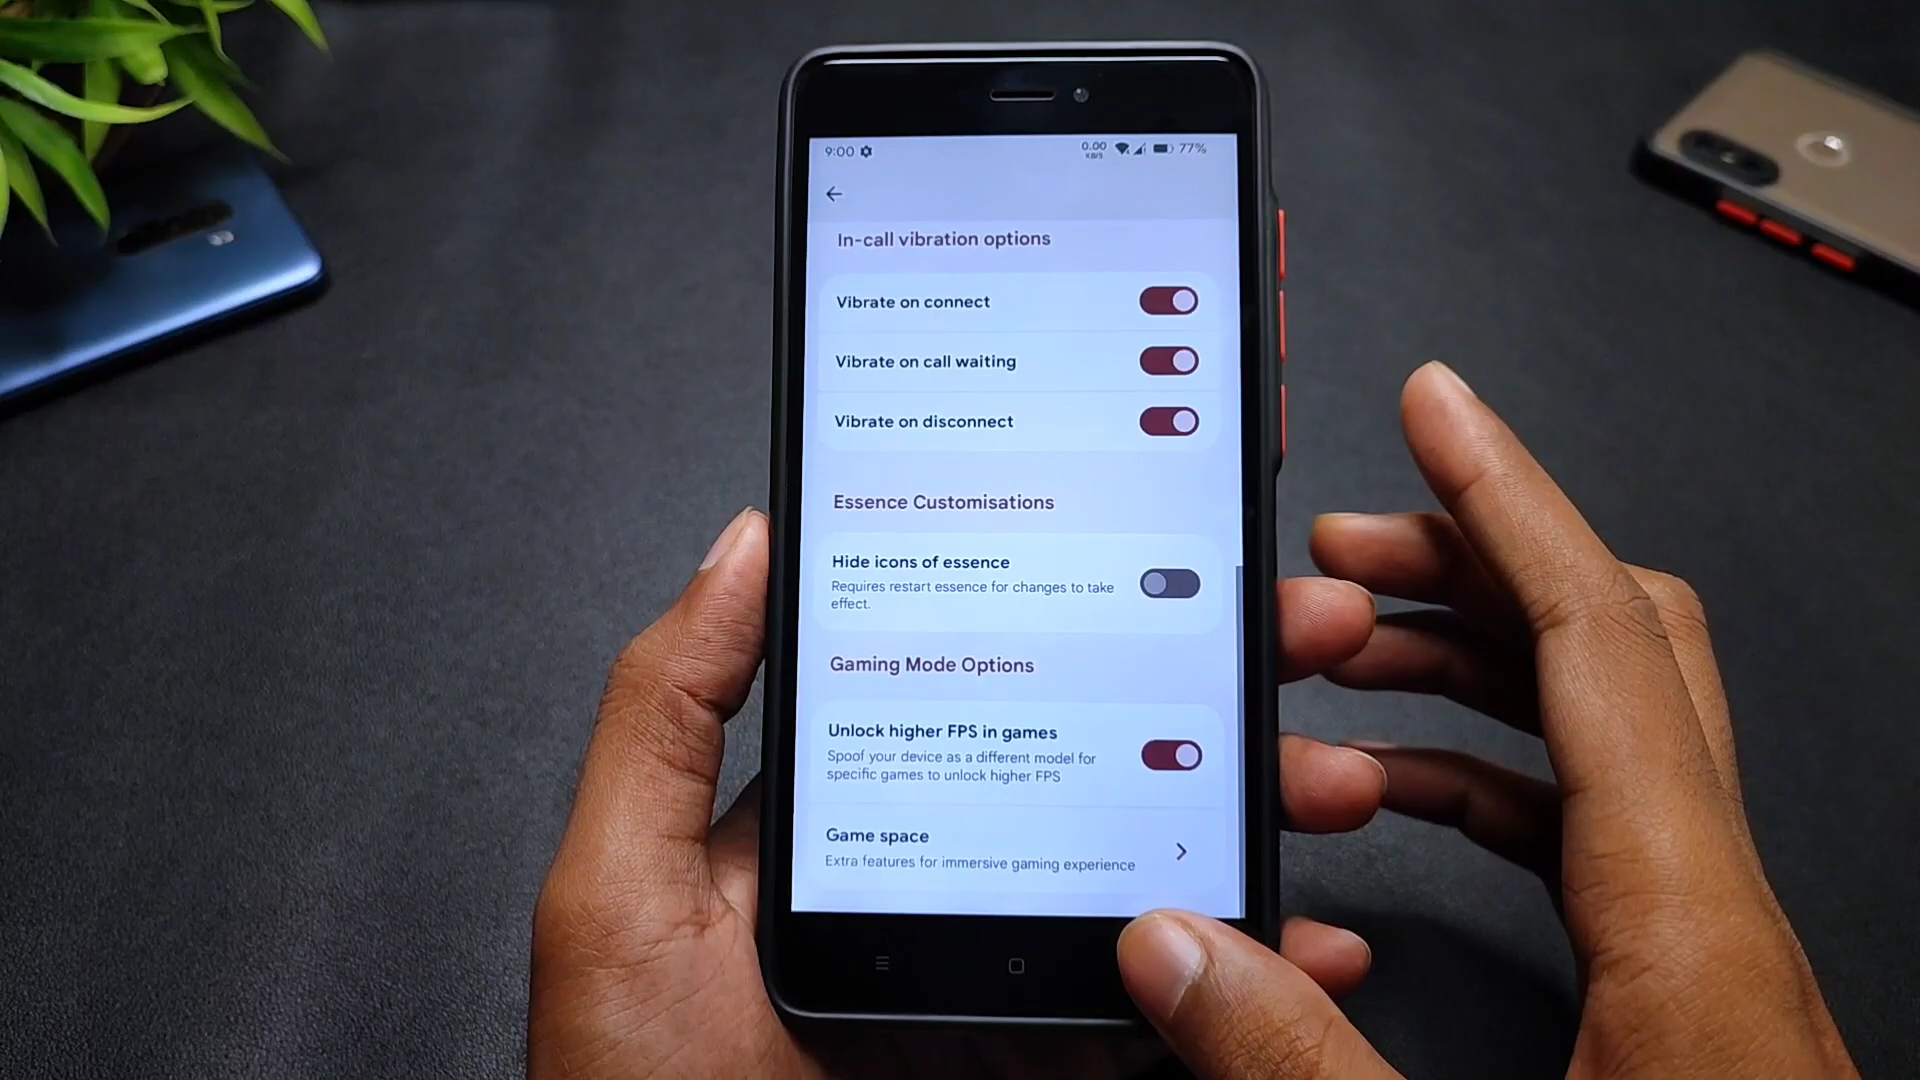 9:00
0.00
KB/S
77%
In-call vibration options
Vibrate on connect
Vibrate on call waiting
Vibrate on disconnect
Essence Customisations
Hide icons of essence
Requires restart essence for changes to take
effect.
Gaming Mode Options
Unlock higher FPS in games
Spoof your device as a different model for
specific games to unlock higher FPS
Game space
Extra features for immersive gaming experience